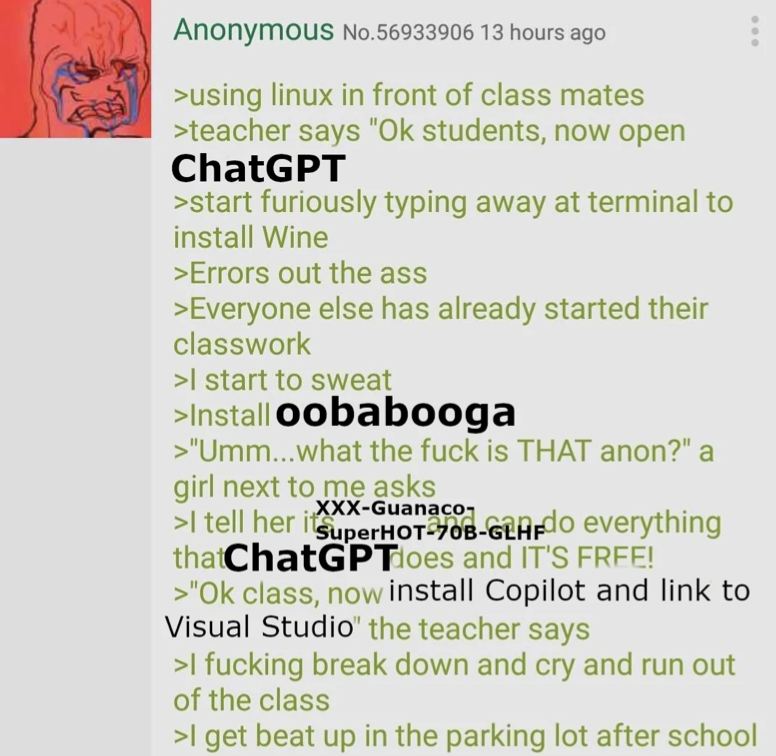 Anonymous No.56933906 13 hours ago
>using linux in front of class mates
>teacher says "Ok students, now open
ChatGPT
>start furiously typing away at terminal to
install Wine
>Errors out the ass
>Everyone else has already started their
classwork
>I start to sweat
>Install oobabooga
>"Umm...what the fuck is THAT anon?" a
girl next to me asks
XXX-Guanaco-
>I tell her its SuperHOT-70B-GLHF and can do everything
that ChatGPT does and IT'S FREE!
>"Ok class, now install Copilot and link to
Visual Studio" the teacher says
>I fucking break down and cry and run out
of the class
>I get beat up in the parking lot after school